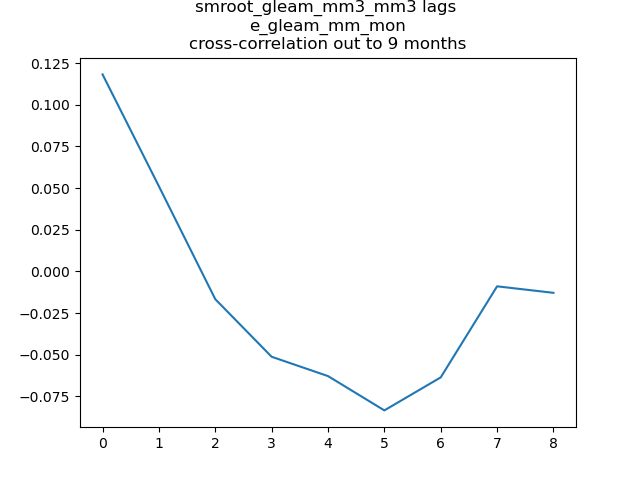 smroot_gleam_mm3_mm3 lags
e_gleam_mm_mon
cross-correlation out to 9 months
0.125
0.100
0.075
0.050
0.025
0.000
−0.025
−0.050
−0.075
0 1 2 3 4 5 6 7 8